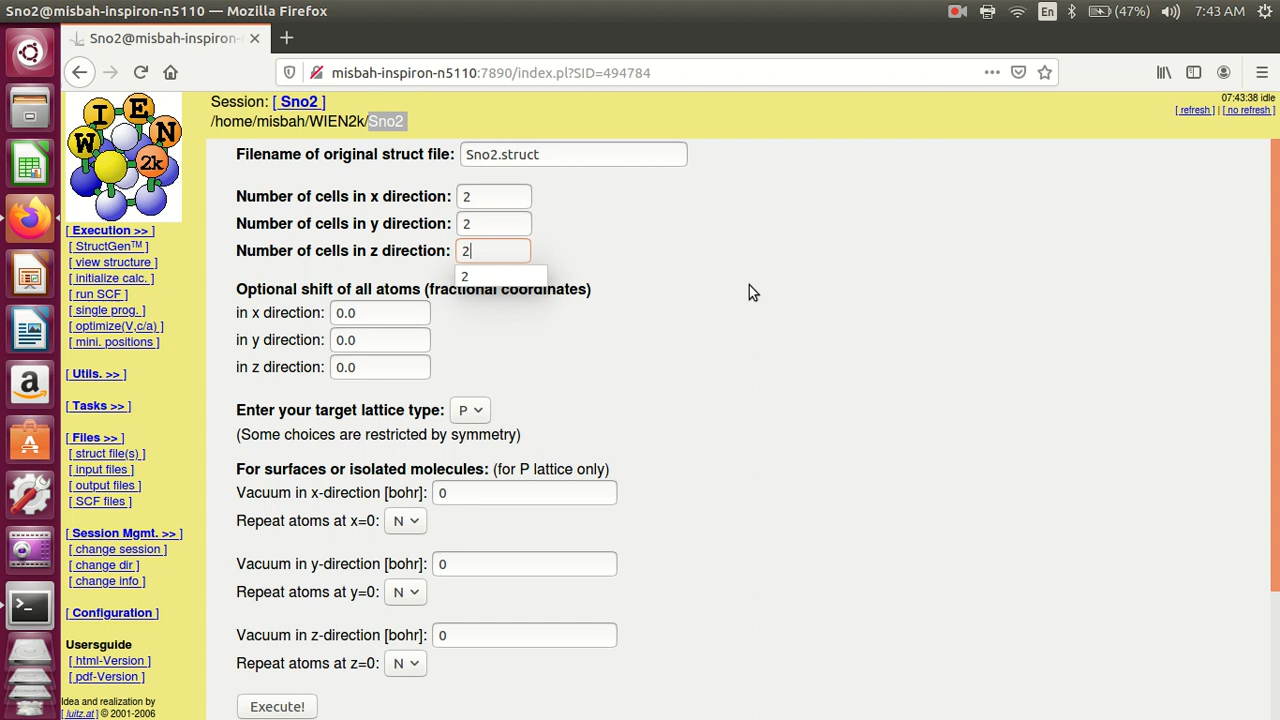 Sno2@misbah-inspiron-n5110 — Mozilla Firefox
En
(47%)
7:43 AM
Sno2@misbah-inspiron-
misbah-inspiron-n5110:7890/index.pl?SID=494784
W I E N 2k
Session: [ Sno2 ]
/home/misbah/WIEN2k/Sno2
07:43:38 idle
[ refresh ] | [ no refresh ]
[ Execution >> ]
[ StructGen™ ]
[ view structure ]
[ initialize calc. ]
[ run SCF ]
[ single prog. ]
[ optimize(V,c/a) ]
[ mini. positions ]
[ Utils. >> ]
[ Tasks >> ]
[ Files >> ]
[ struct file(s) ]
[ input files ]
[ output files ]
[ SCF files ]
[ Session Mgmt. >> ]
[ change session ]
[ change dir ]
[ change info ]
[ Configuration ]
Usersguide
[ html-Version ]
[ pdf-Version ]
Idea and realization by
[ luitz.at ] © 2001-2006
Filename of original struct file: Sno2.struct
Number of cells in x direction: 2
Number of cells in y direction: 2
Number of cells in z direction: 2
2
Optional shift of all atoms (fractional coordinates)
in x direction: 0.0
in y direction: 0.0
in z direction: 0.0
Enter your target lattice type: P
(Some choices are restricted by symmetry)
For surfaces or isolated molecules: (for P lattice only)
Vacuum in x-direction [bohr]: 0
Repeat atoms at x=0: N
Vacuum in y-direction [bohr]: 0
Repeat atoms at y=0: N
Vacuum in z-direction [bohr]: 0
Repeat atoms at z=0: N
Execute!